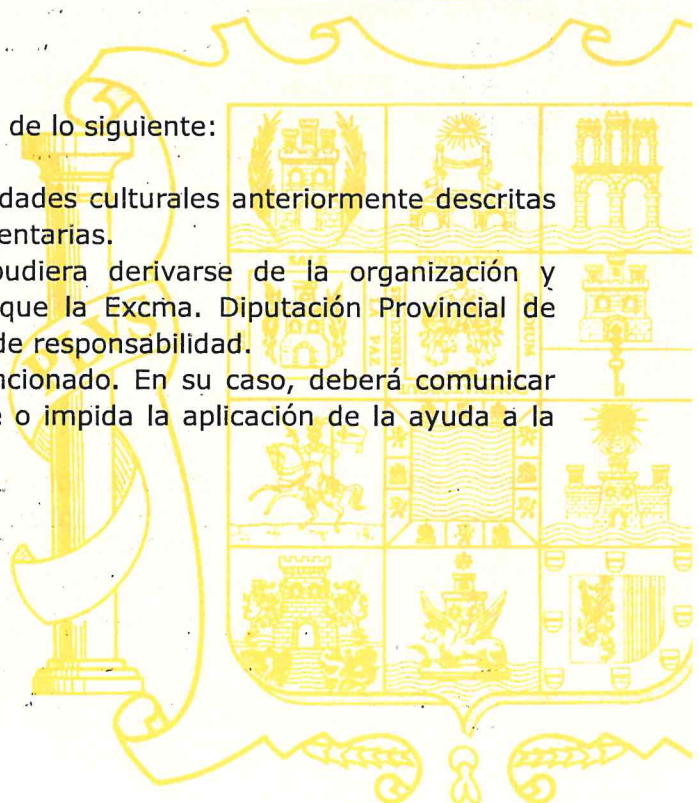 de lo siguiente:
dades culturales anteriormente descritas
entarias.
pudiera derivarse de la organización y
que la Excma. Diputación Provincial de
de responsabilidad.
ncionado. En su caso, deberá comunicar
e o impida la aplicación de la ayuda a la